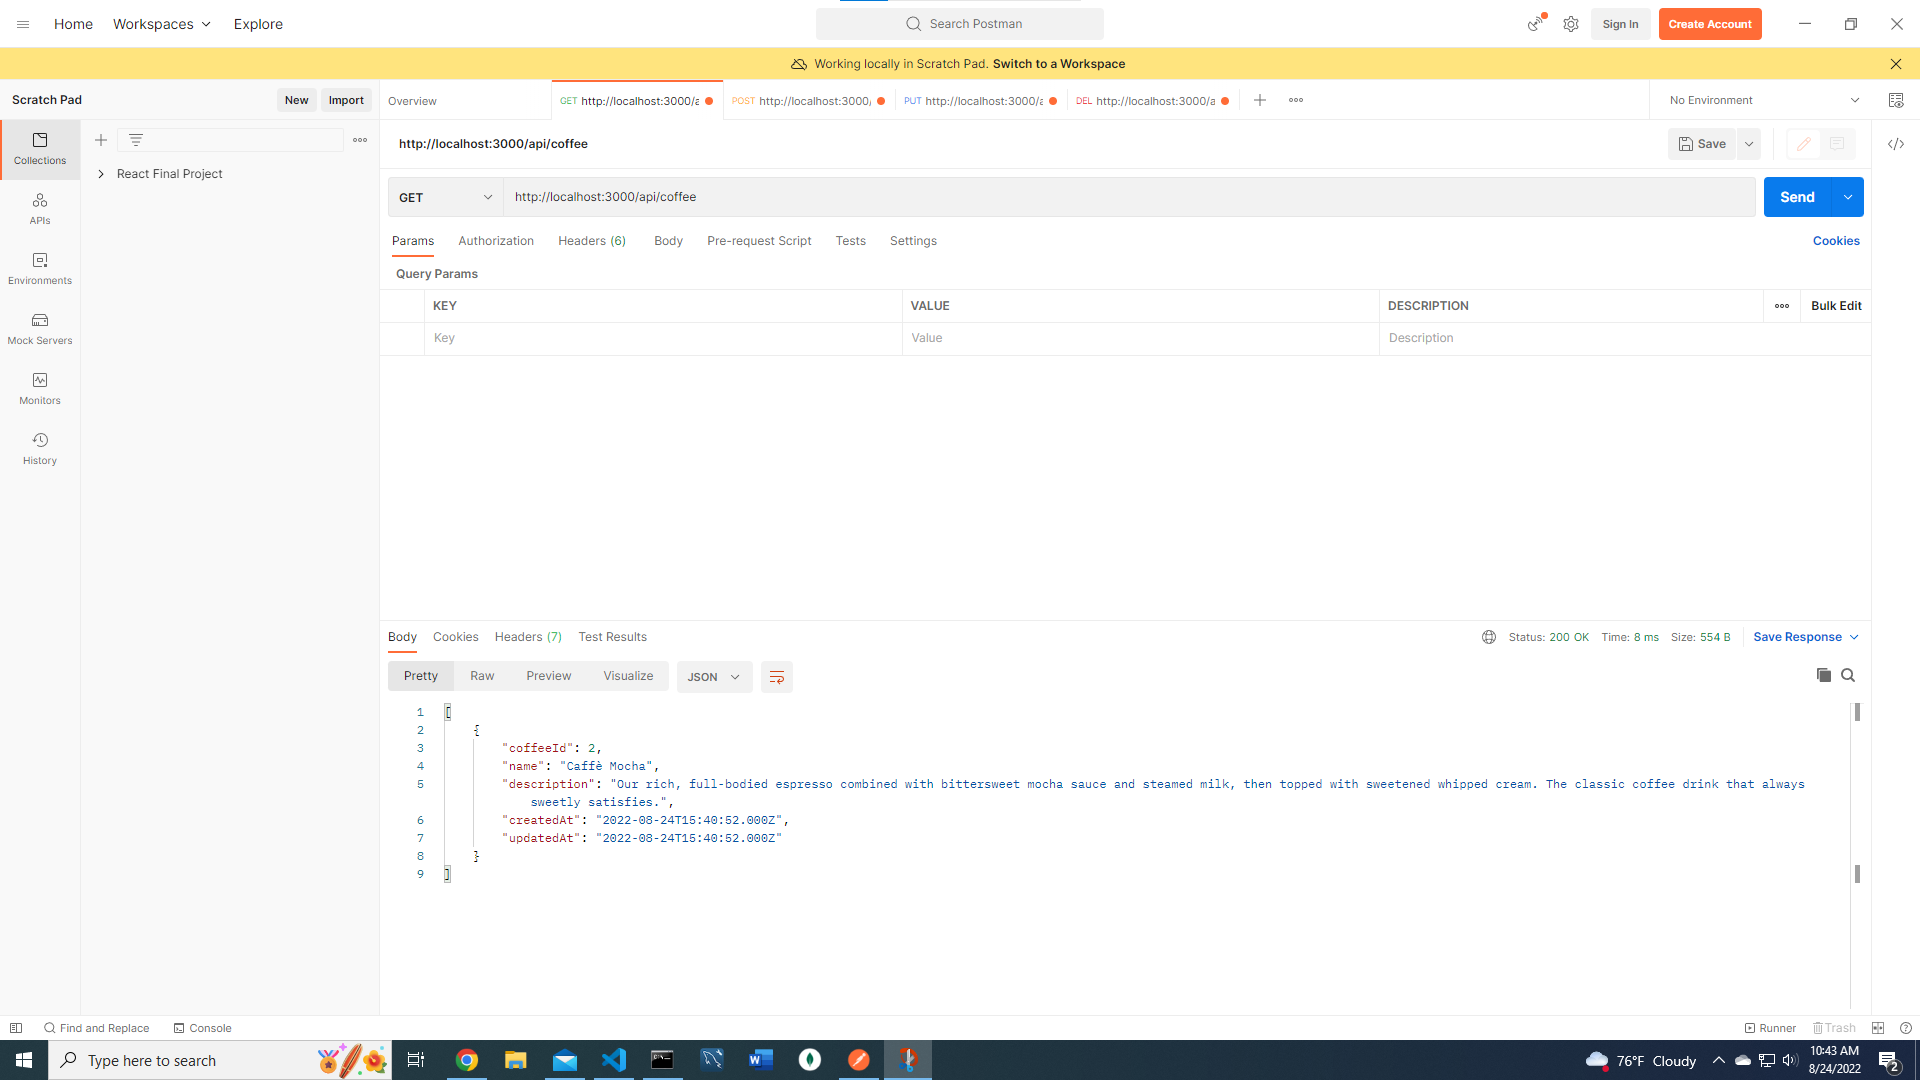 Home Workspaces Explore Search Postman Sign In Create Account
Working locally in Scratch Pad. Switch to a Workspace
Scratch Pad New Import Overview GET http://localhost:3000/a POST http://localhost:3000/ PUT http://localhost:3000/a DEL http://localhost:3000/a No Environment
http://localhost:3000/api/coffee Save
Collections
React Final Project
GET http://localhost:3000/api/coffee Send
APIs
Params Authorization Headers (6) Body Pre-request Script Tests Settings Cookies
Query Params
Environments
KEY VALUE DESCRIPTION Bulk Edit
Key Value Description
Mock Servers
Monitors
History
Body Cookies Headers (7) Test Results Status: 200 OK Time: 8 ms Size: 554 B Save Response
Pretty Raw Preview Visualize JSON
1 [
2 {
3 "coffeeId": 2,
4 "name": "Caffè Mocha",
5 "description": "Our rich, full-bodied espresso combined with bittersweet mocha sauce and steamed milk, then topped with sweetened whipped cream. The classic coffee drink that always
sweetly satisfies.",
6 "createdAt": "2022-08-24T15:40:52.000Z",
7 "updatedAt": "2022-08-24T15:40:52.000Z"
8 }
9 ]
Find and Replace Console Runner Trash
Type here to search 76°F Cloudy 10:43 AM
8/24/2022 2